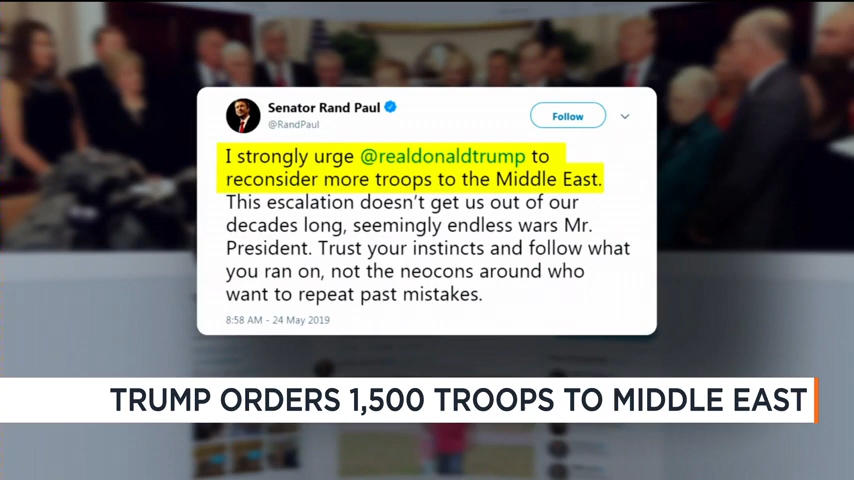 Senator Rand Paul
Follow
@RandPaul
I strongly urge @realdonaldtrump to
reconsider more troops to the Middle East.
This escalation doesn't get us out of our
decades long, seemingly endless wars Mr.
President. Trust your instincts and follow what
you ran on, not the neocons around who
want to repeat past mistakes.
8:58 AM - 24 May 2019
TRUMP ORDERS 1,500 TROOPS TO MIDDLE EAST